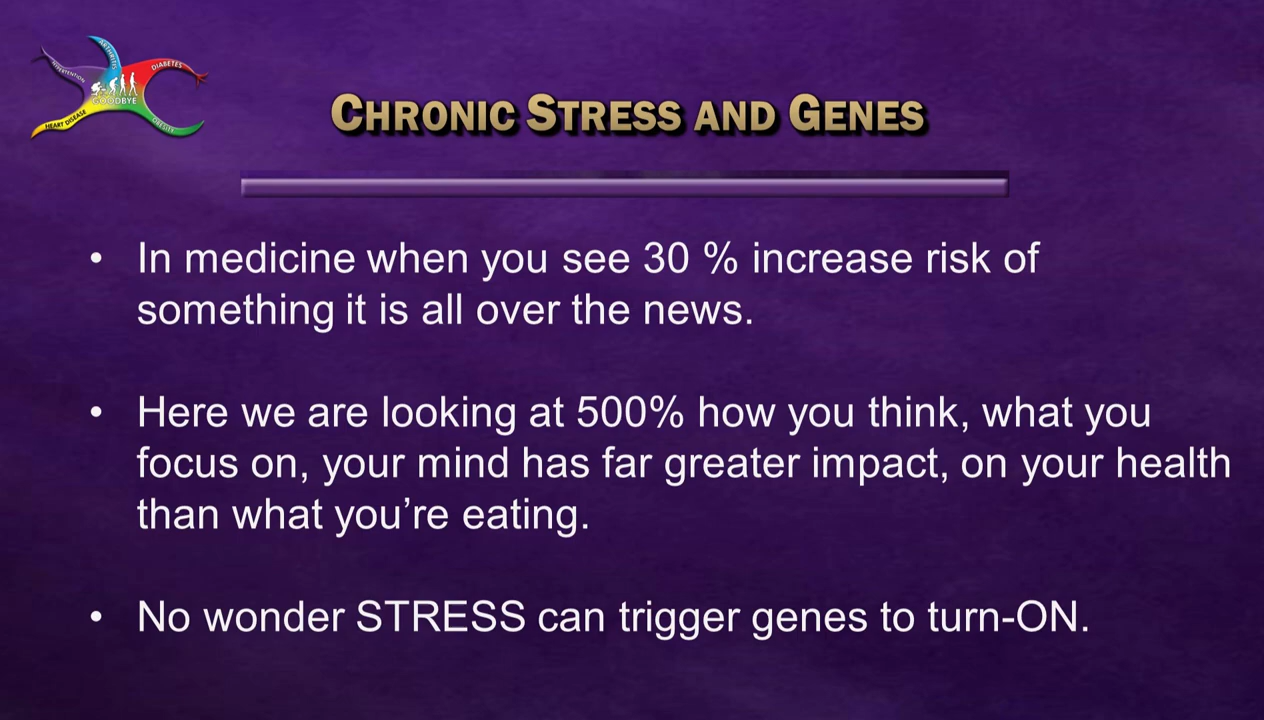 HYPERTENTION
ARTHRITIS
DIABETES
GOODBYE
HEART DISEASE
OBESITY
CHRONIC STRESS AND GENES
• In medicine when you see 30 % increase risk of
something it is all over the news.
• Here we are looking at 500% how you think, what you
focus on, your mind has far greater impact, on your health
than what you’re eating.
• No wonder STRESS can trigger genes to turn-ON.